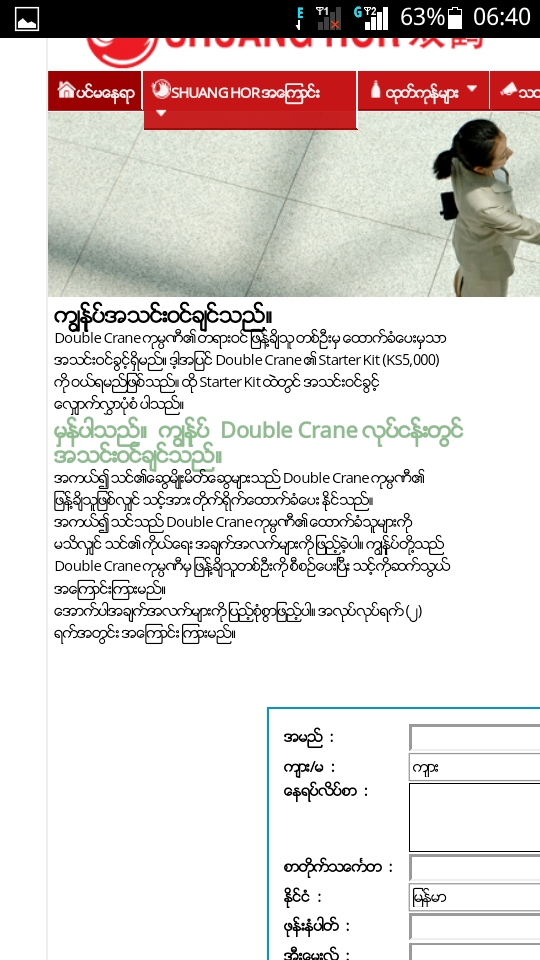 63% 06:40
SHUANG HOR 双鹤
ပင်မနေရာ SHUANG HOR အကြောင်း ထုတ်ကုန်များ
ကျွန်ုပ်အသင်းဝင်ချင်သည်။
Double Crane ကုမ္ပဏီ၏ တရားဝင် ဖြန့်ချိသူ တစ်ဦးမှ ထောက်ခံပေးမှသာ
အသင်းဝင်ခွင့်ရှိမည်။ ဒါ့အပြင် Double Crane ၏ Starter Kit (KS5,000)
ကို ဝယ်ရမည်ဖြစ်သည်။ ထို Starter Kit ထဲတွင် အသင်းဝင်ခွင့်
လျှောက်လွှာပုံစံ ပါသည်။
မှန်ပါသည်။ ကျွန်ုပ် Double Crane လုပ်ငန်းတွင်
အသင်းဝင်ချင်သည်။
အကယ်၍ သင်၏ဆွေမျိုးမိတ်ဆွေများသည် Double Crane ကုမ္ပဏီ၏
ဖြန့်ချိသူဖြစ်လျှင် သင့်အား တိုက်ရိုက်ထောက်ခံပေး နိုင်သည်။
အကယ်၍ သင်သည် Double Crane ကုမ္ပဏီ၏ ထောက်ခံသူများကို
မသိလျှင် သင်၏ ကိုယ်ရေး အချက်အလက်များကို ဖြည့်ခဲ့ပါ။ ကျွန်ုပ်တို့သည်
Double Crane ကုမ္ပဏီမှ ဖြန့်ချိသူတစ်ဦးကို စီစဉ်ပေးပြီး သင့်ကိုဆက်သွယ်
အကြောင်းကြားမည်။
အောက်ပါအချက်အလက်များကို ပြည့်စုံစွာဖြည့်ပါ။ အလုပ်လုပ်ရက် (၂)
ရက်အတွင်း အကြောင်း ကြားမည်။
အမည် :
ကျား/မ : ကျား
နေရပ်လိပ်စာ :
စာတိုက်သင်္ကေတ :
နိုင်ငံ : မြန်မာ
ဖုန်းနံပါတ် :
အီးမေးလ် :